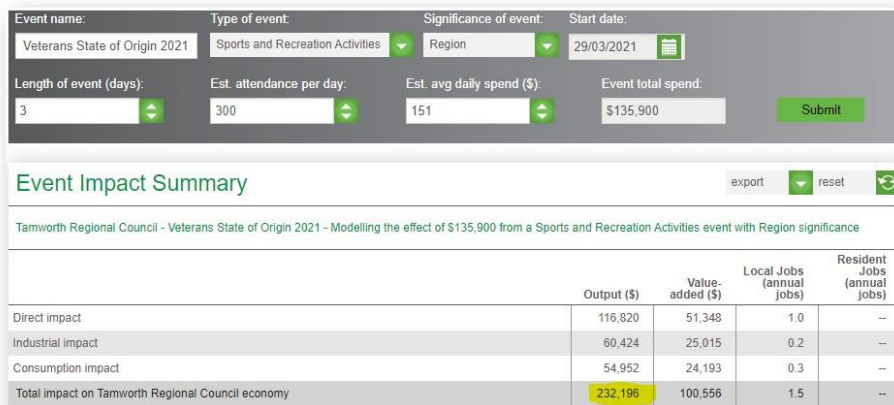 Event name: Type of event: Significance of event: Start date:
Veterans State of Origin 2021 Sports and Recreation Activities Region 29/03/2021
Length of event (days): Est. attendance per day: Est. avg daily spend ($): Event total spend:
3 300 151 $135,900 Submit
Event Impact Summary export reset
Tamworth Regional Council - Veterans State of Origin 2021 - Modelling the effect of $135,900 from a Sports and Recreation Activities event with Region significance
Output ($) Value-added ($) Local Jobs (annual jobs) Resident Jobs (annual jobs)
Direct impact 116,820 51,348 1.0 --
Industrial impact 60,424 25,015 0.2 --
Consumption impact 54,952 24,193 0.3 --
Total impact on Tamworth Regional Council economy 232,196 100,556 1.5 --